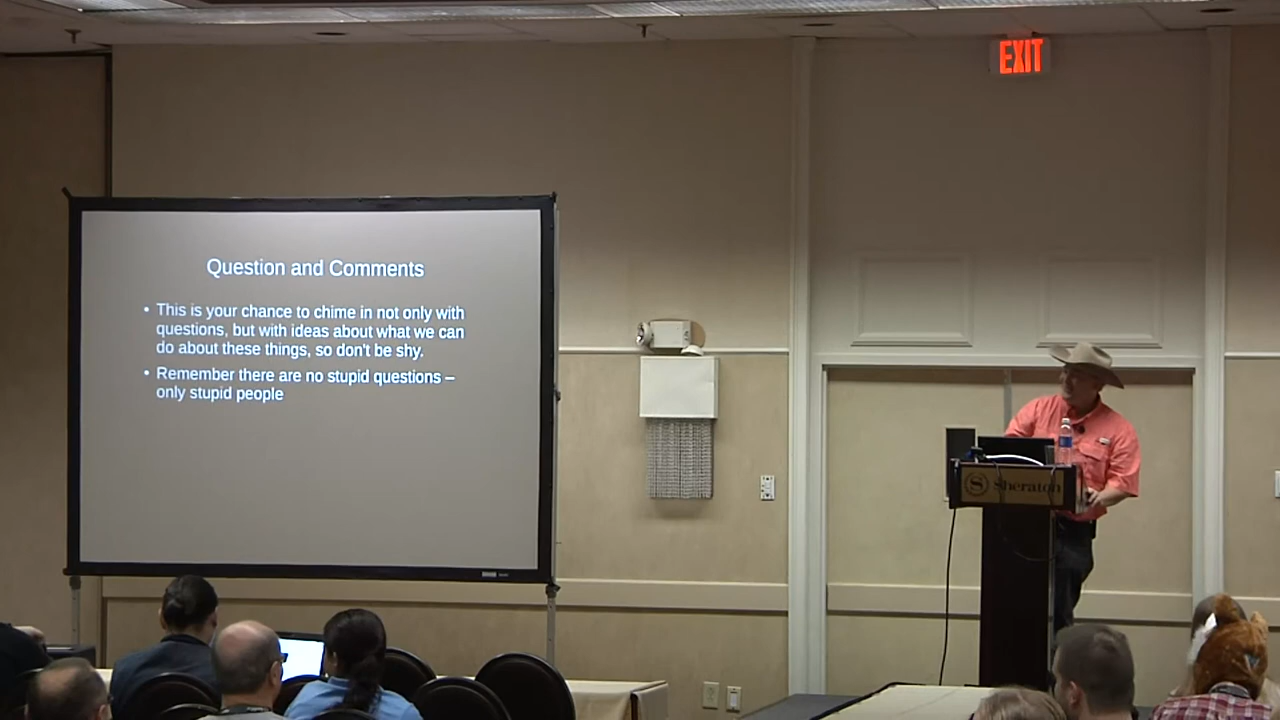 EXIT
Question and Comments
• This is your chance to chime in not only with
questions, but with ideas about what we can
do about these things, so don't be shy.
• Remember there are no stupid questions –
only stupid people
S Sheraton